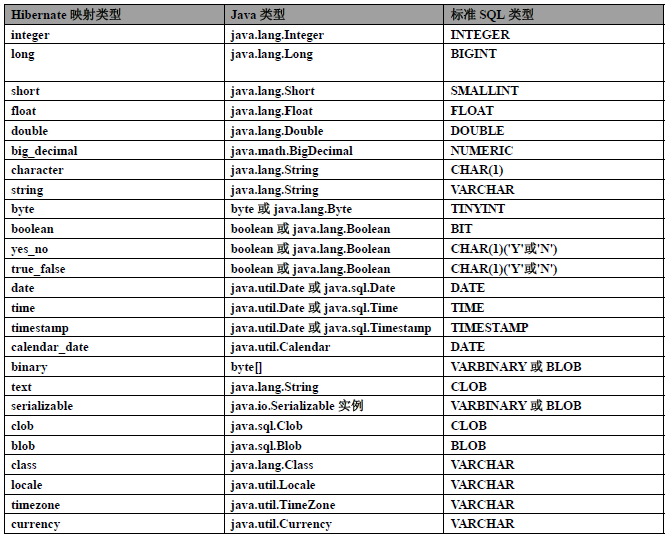 Hibernate 映射类型 Java 类型 标准 SQL 类型
integer java.lang.Integer INTEGER
long java.lang.Long BIGINT
short java.lang.Short SMALLINT
float java.lang.Float FLOAT
double java.lang.Double DOUBLE
big_decimal java.math.BigDecimal NUMERIC
character java.lang.String CHAR(1)
string java.lang.String VARCHAR
byte byte 或 java.lang.Byte TINYINT
boolean boolean 或 java.lang.Boolean BIT
yes_no boolean 或 java.lang.Boolean CHAR(1)('Y'或'N')
true_false boolean 或 java.lang.Boolean CHAR(1)('Y'或'N')
date java.util.Date 或 java.sql.Date DATE
time java.util.Date 或 java.sql.Time TIME
timestamp java.util.Date 或 java.sql.Timestamp TIMESTAMP
calendar_date java.util.Calendar DATE
binary byte[] VARBINARY 或 BLOB
text java.lang.String CLOB
serializable java.io.Serializable 实例 VARBINARY 或 BLOB
clob java.sql.Clob CLOB
blob java.sql.Blob BLOB
class java.lang.Class VARCHAR
locale java.util.Locale VARCHAR
timezone java.util.TimeZone VARCHAR
currency java.util.Currency VARCHAR